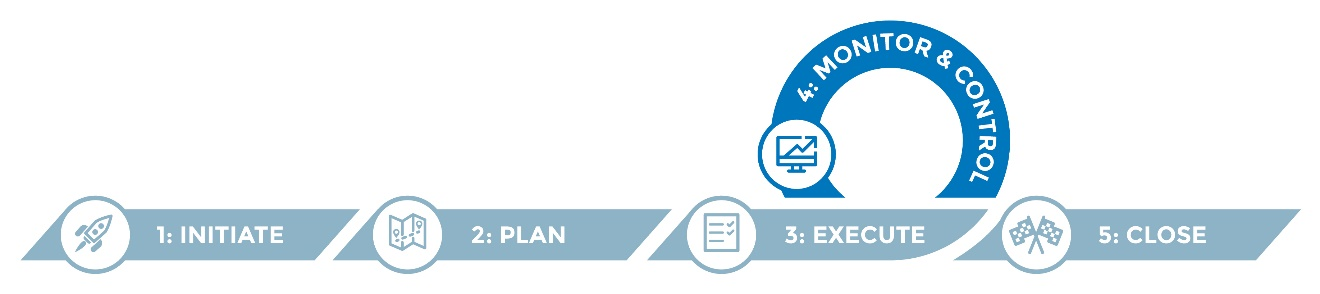 1: INITIATE
2: PLAN
3: EXECUTE
4: MONITOR & CONTROL
5: CLOSE